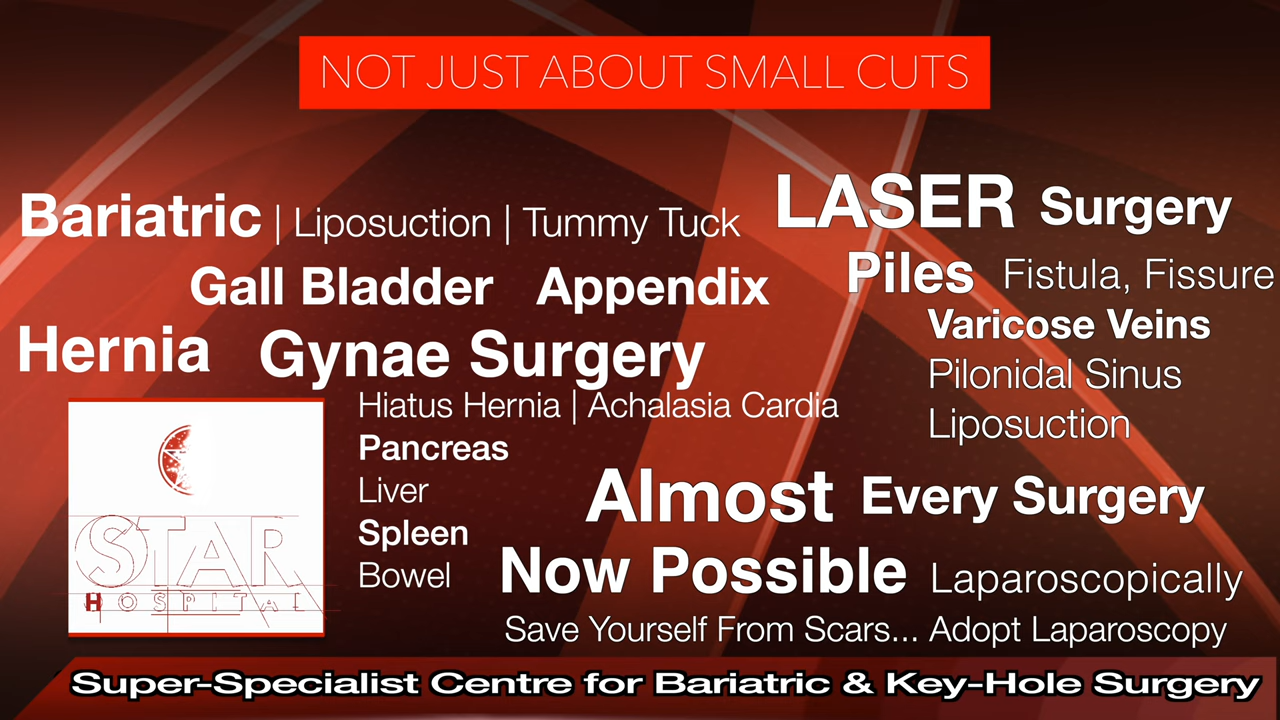 NOT JUST ABOUT SMALL CUTS
Bariatric | Liposuction | Tummy Tuck
Gall Bladder Appendix
Hernia Gynae Surgery
Hiatus Hernia | Achalasia Cardia
Pancreas
Liver
Spleen
Bowel
LASER Surgery
Piles Fistula, Fissure
Varicose Veins
Pilonidal Sinus
Liposuction
Almost Every Surgery
Now Possible Laparoscopically
Save Yourself From Scars... Adopt Laparoscopy
STAR
HOSPITAL
Super-Specialist Centre for Bariatric & Key-Hole Surgery